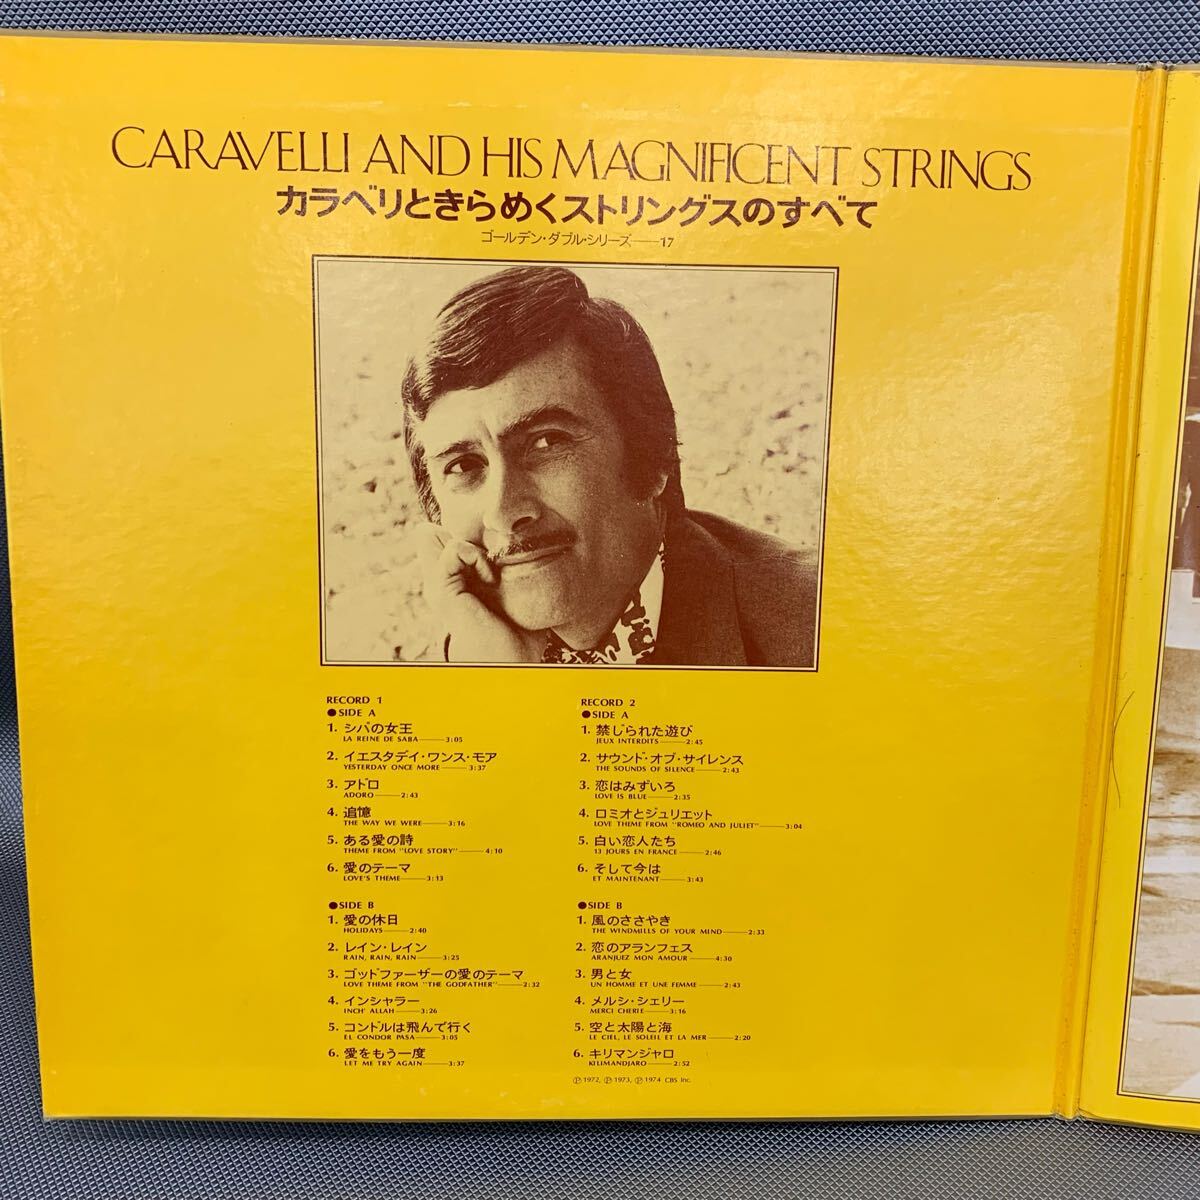 CARAVELLI AND HIS MAGNIFICENT STRINGS
カラベリときらめくストリングスのすべて
ゴールデン・ダブル・シリーズ——17
RECORD 1
●SIDE A
1. シバの女王
LA REINE DE SABA——3:05
2. イエスタデイ・ワンス・モア
YESTERDAY ONCE MORE——3:37
3. アドロ
ADORO——2:43
4. 追憶
THE WAY WE WERE——3:16
5. ある愛の詩
THEME FROM "LOVE STORY"——4:10
6. 愛のテーマ
LOVE'S THEME——3:13
●SIDE B
1. 愛の休日
HOLIDAYS——2:40
2. レイン・レイン
RAIN, RAIN, RAIN——3:25
3. ゴッドファーザーの愛のテーマ
LOVE THEME FROM "THE GODFATHER"——2:32
4. インシャラー
INCH' ALLAH——3:26
5. コンドルは飛んで行く
EL CONDOR PASA——3:05
6. 愛をもう一度
LET ME TRY AGAIN——3:37
RECORD 2
●SIDE A
1. 禁じられた遊び
JEUX INTERDITS——2:45
2. サウンド・オブ・サイレンス
THE SOUNDS OF SILENCE——2:43
3. 恋はみずいろ
LOVE IS BLUE——2:35
4. ロミオとジュリエット
LOVE THEME FROM "ROMEO AND JULIET"——3:04
5. 白い恋人たち
13 JOURS EN FRANCE——2:46
6. そして今は
ET MAINTENANT——3:43
●SIDE B
1. 風のささやき
THE WINDMILLS OF YOUR MIND——2:33
2. 恋のアランフェス
ARANJUEZ MON AMOUR——4:30
3. 男と女
UN HOMME ET UNE FEMME——2:43
4. メルシ・シェリー
MERCI CHERIE——3:16
5. 空と太陽と海
LE CIEL, LE SOLEIL ET LA MER——2:20
6. キリマンジャロ
KILIMANDJARO——2:52
℗1972, ℗1973, ℗1974 CBS Inc.